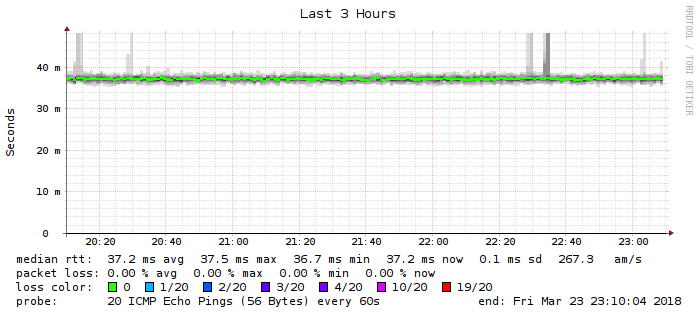 Last 3 Hours
RRDTOOL / TOBI OETIKER
Seconds
40 m
30 m
20 m
10 m
0
20:20 20:40 21:00 21:20 21:40 22:00 22:20 22:40 23:00
median rtt: 37.2 ms avg 37.5 ms max 36.7 ms min 37.2 ms now 0.1 ms sd 267.3 am/s
packet loss: 0.00 % avg 0.00 % max 0.00 % min 0.00 % now
loss color: 0 1/20 2/20 3/20 4/20 10/20 19/20
probe: 20 ICMP Echo Pings (56 Bytes) every 60s end: Fri Mar 23 23:10:04 2018